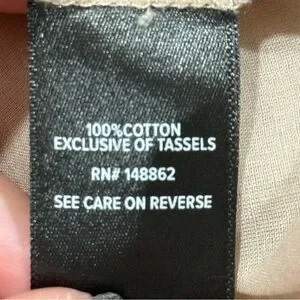 100%COTTON
EXCLUSIVE OF TASSELS
RN# 148862
SEE CARE ON REVERSE